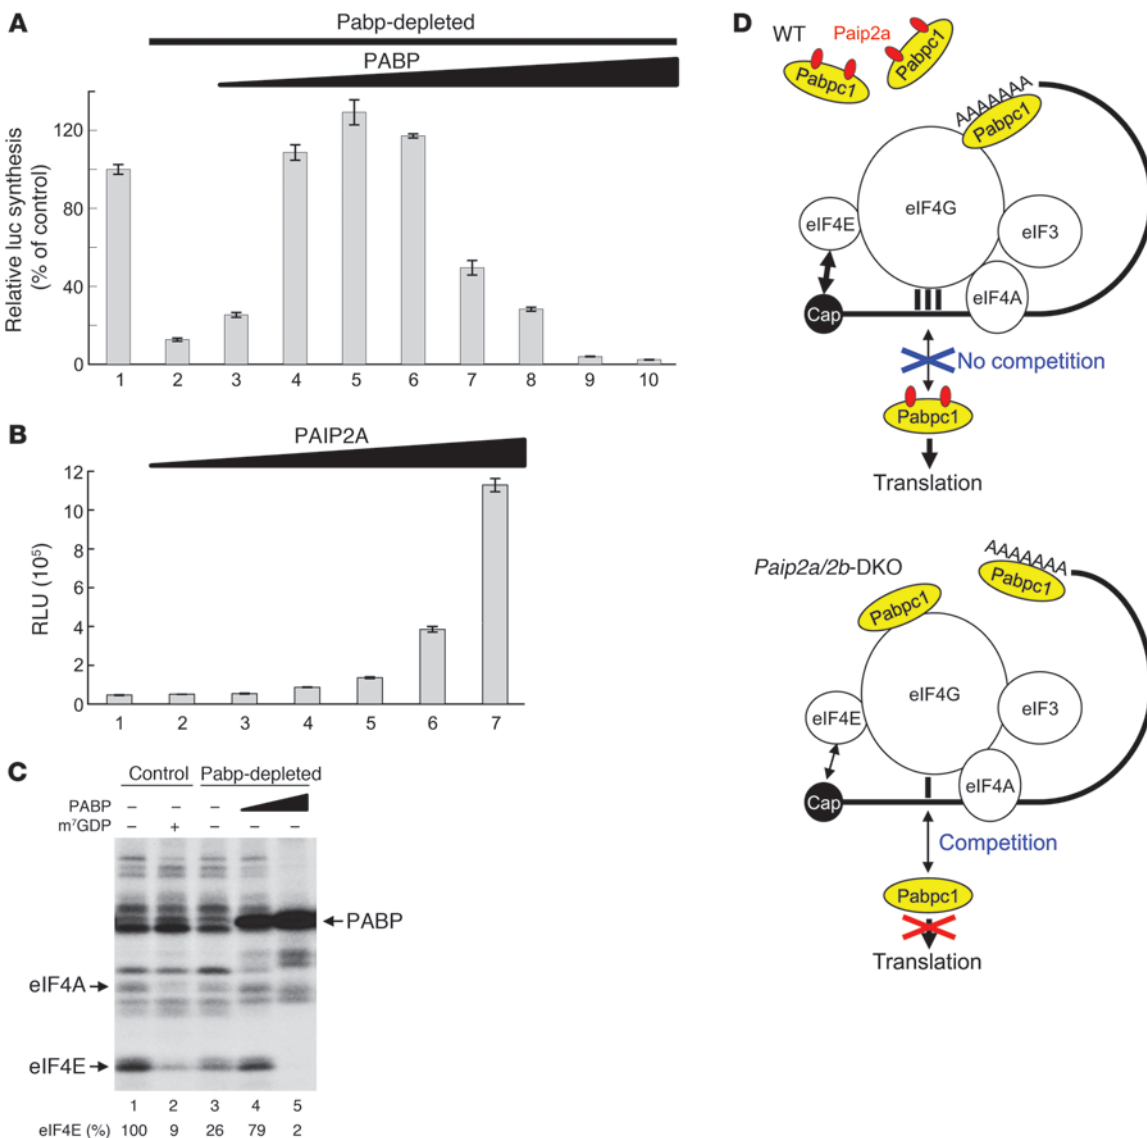 A
Pabp-depleted
PABP
Relative luc synthesis
(% of control)
120
80
40
0
1 2 3 4 5 6 7 8 9 10
B
PAIP2A
RLU (10⁵)
12
10
8
6
4
2
0
1 2 3 4 5 6 7
C
Control Pabp-depleted
PABP – – –
m⁷GDP – + – – –
PABP
eIF4A
eIF4E
1 2 3 4 5
eIF4E (%) 100 9 26 79 2
D
WT
Paip2a
Pabpc1
Pabpc1
AAAAAAA
Pabpc1
eIF4G
eIF4E
eIF3
eIF4A
Cap
No competition
Pabpc1
Translation
Paip2a/2b-DKO
AAAAAAA
Pabpc1
Pabpc1
eIF4G
eIF4E
eIF3
eIF4A
Cap
Competition
Pabpc1
Translation